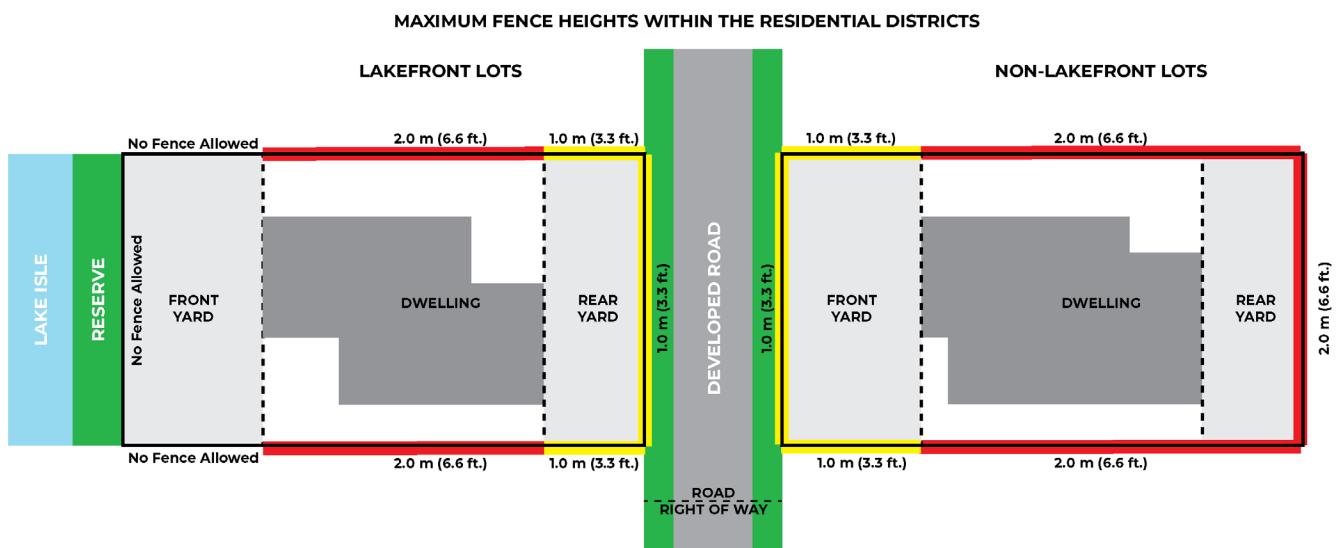 MAXIMUM FENCE HEIGHTS WITHIN THE RESIDENTIAL DISTRICTS
LAKEFRONT LOTS
NON-LAKEFRONT LOTS
No Fence Allowed
2.0 m (6.6 ft.)
1.0 m (3.3 ft.)
1.0 m (3.3 ft.)
2.0 m (6.6 ft.)
LAKE ISLE
RESERVE
No Fence Allowed
FRONT
YARD
DWELLING
REAR
YARD
1.0 m (3.3 ft.)
DEVELOPED ROAD
1.0 m (3.3 ft.)
FRONT
YARD
DWELLING
REAR
YARD
2.0 m (6.6 ft.)
No Fence Allowed
2.0 m (6.6 ft.)
1.0 m (3.3 ft.)
1.0 m (3.3 ft.)
2.0 m (6.6 ft.)
ROAD
RIGHT OF WAY